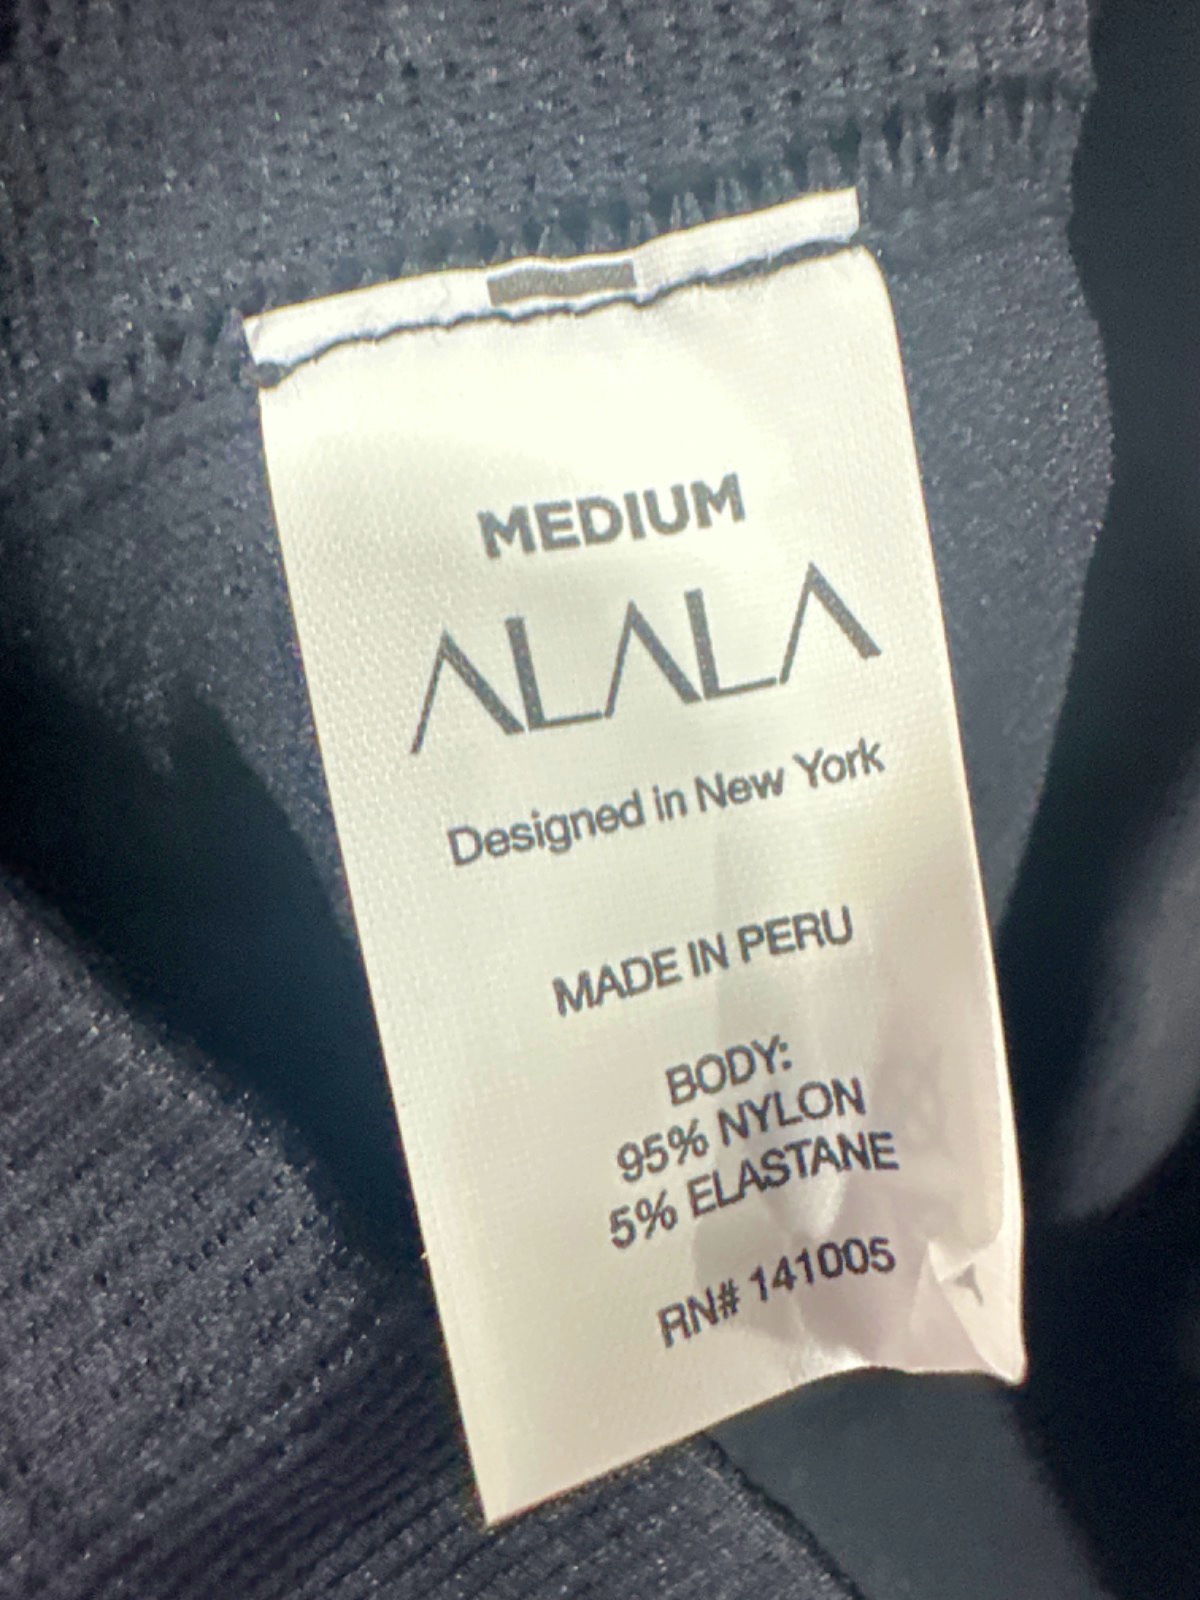 MEDIUM
ALALA
Designed in New York
MADE IN PERU
BODY:
95% NYLON
5% ELASTANE
RN# 141005